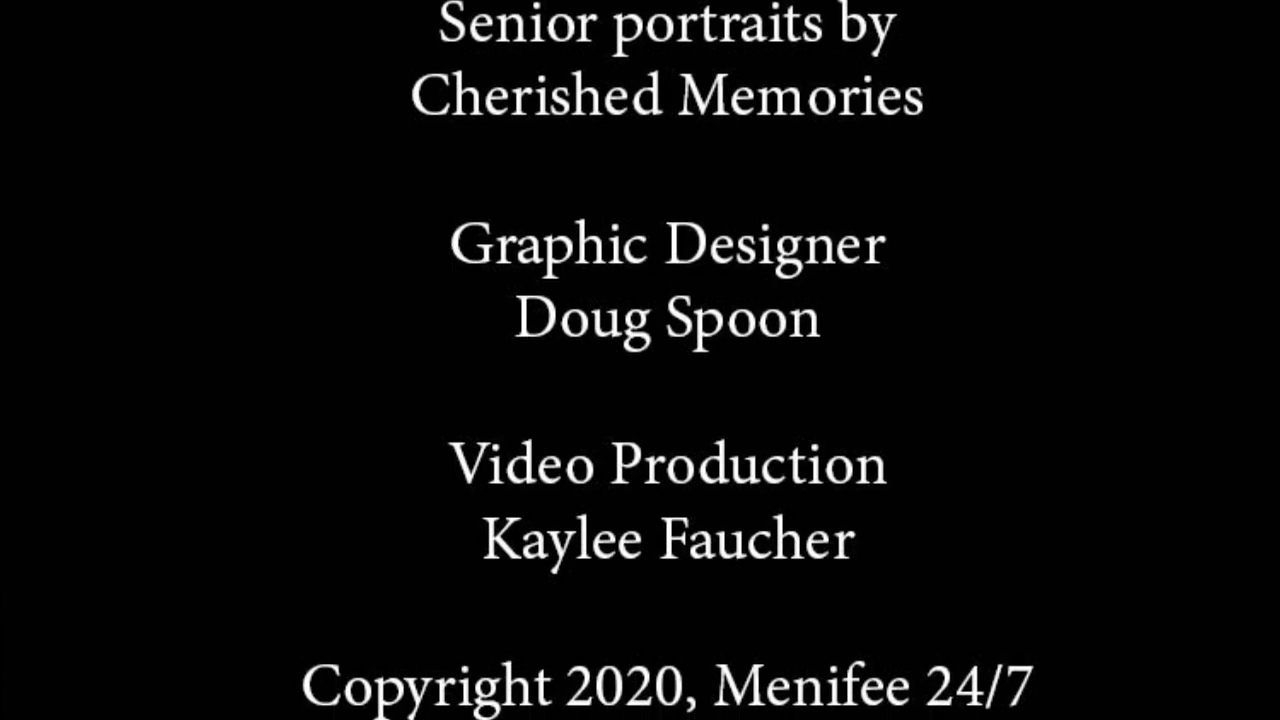 Senior portraits by
Cherished Memories
Graphic Designer
Doug Spoon
Video Production
Kaylee Faucher
Copyright 2020, Menifee 24/7